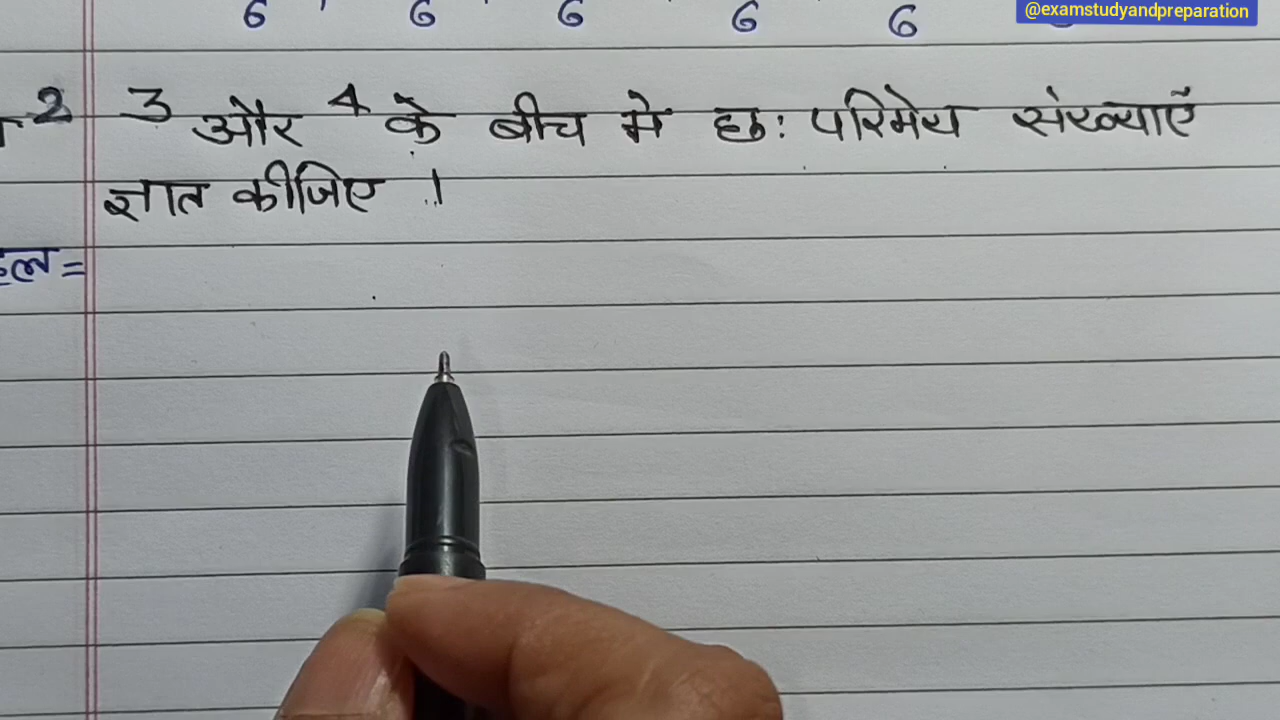 @examstudyandpreparation
6 6 6 6 6
2 3 और 4 के बीच में छः परिमेय संख्याएँ
ज्ञात कीजिए ।
हल=